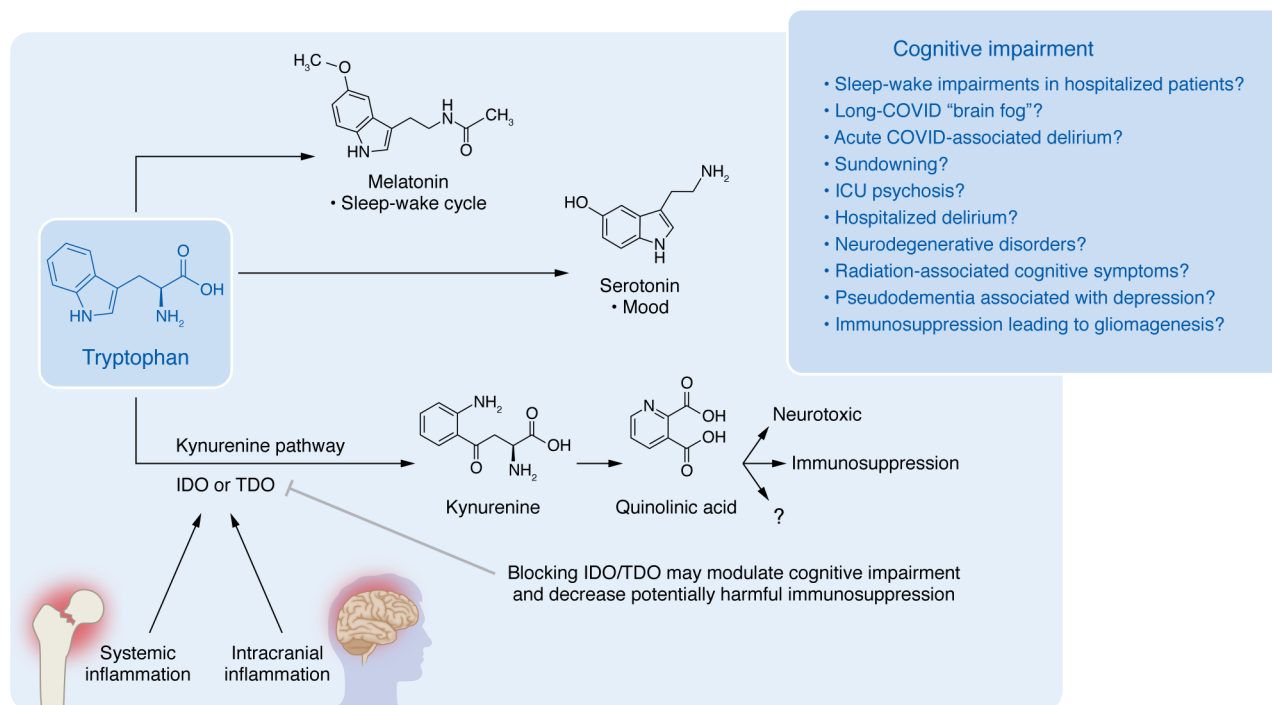 Cognitive impairment
• Sleep-wake impairments in hospitalized patients?
• Long-COVID “brain fog”?
• Acute COVID-associated delirium?
• Sundowning?
• ICU psychosis?
• Hospitalized delirium?
• Neurodegenerative disorders?
• Radiation-associated cognitive symptoms?
• Pseudodementia associated with depression?
• Immunosuppression leading to gliomagenesis?
H₃C
O
H
N
CH₃
O
HN
Melatonin
• Sleep-wake cycle
NH₂
HO
N
H
Serotonin
• Mood
O
OH
HN
NH₂
Tryptophan
Kynurenine pathway
IDO or TDO
NH₂
O
OH
O
NH₂
Kynurenine
O
N
OH
OH
O
Quinolinic acid
Neurotoxic
Immunosuppression
?
Blocking IDO/TDO may modulate cognitive impairment
and decrease potentially harmful immunosuppression
Systemic
inflammation
Intracranial
inflammation